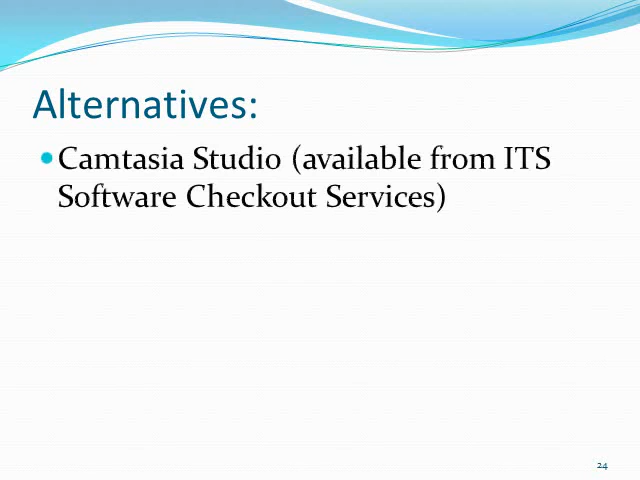 Alternatives:
Camtasia Studio (available from ITS
Software Checkout Services)
24